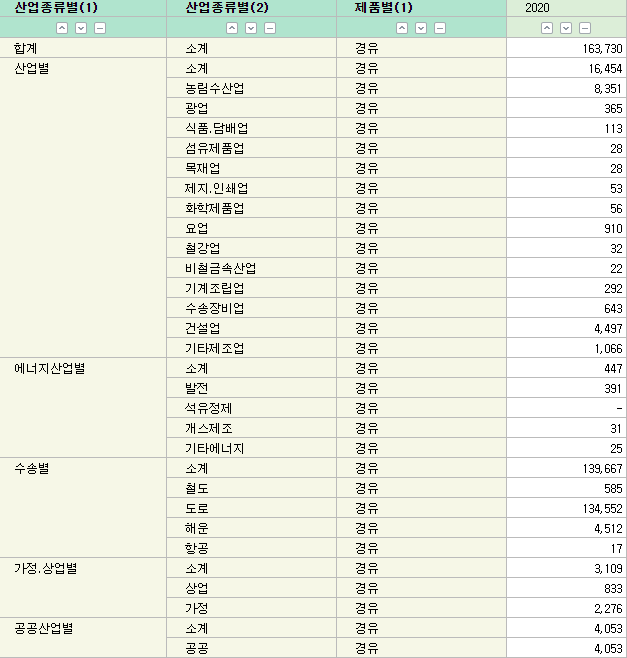 산업종류별(1) 산업종류별(2) 제품별(1) 2020
합계 소계 경유 163,730
산업별 소계 경유 16,454
농림수산업 경유 8,351
광업 경유 365
식품.담배업 경유 113
섬유제품업 경유 28
목재업 경유 28
제지.인쇄업 경유 53
화학제품업 경유 56
요업 경유 910
철강업 경유 32
비철금속산업 경유 22
기계조립업 경유 292
수송장비업 경유 643
건설업 경유 4,497
기타제조업 경유 1,066
에너지산업별 소계 경유 447
발전 경유 391
석유정제 경유 -
개스제조 경유 31
기타에너지 경유 25
수송별 소계 경유 139,667
철도 경유 585
도로 경유 134,552
해운 경유 4,512
항공 경유 17
가정.상업별 소계 경유 3,109
상업 경유 833
가정 경유 2,276
공공산업별 소계 경유 4,053
공공 경유 4,053